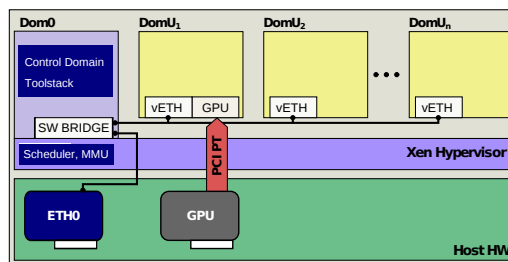 Dom0 DomU1 DomU2 DomUn
Control Domain
Toolstack
vETH GPU vETH vETH
SW BRIDGE
Scheduler, MMU
PCI PT
Xen Hypervisor
ETH0 GPU
Host HW